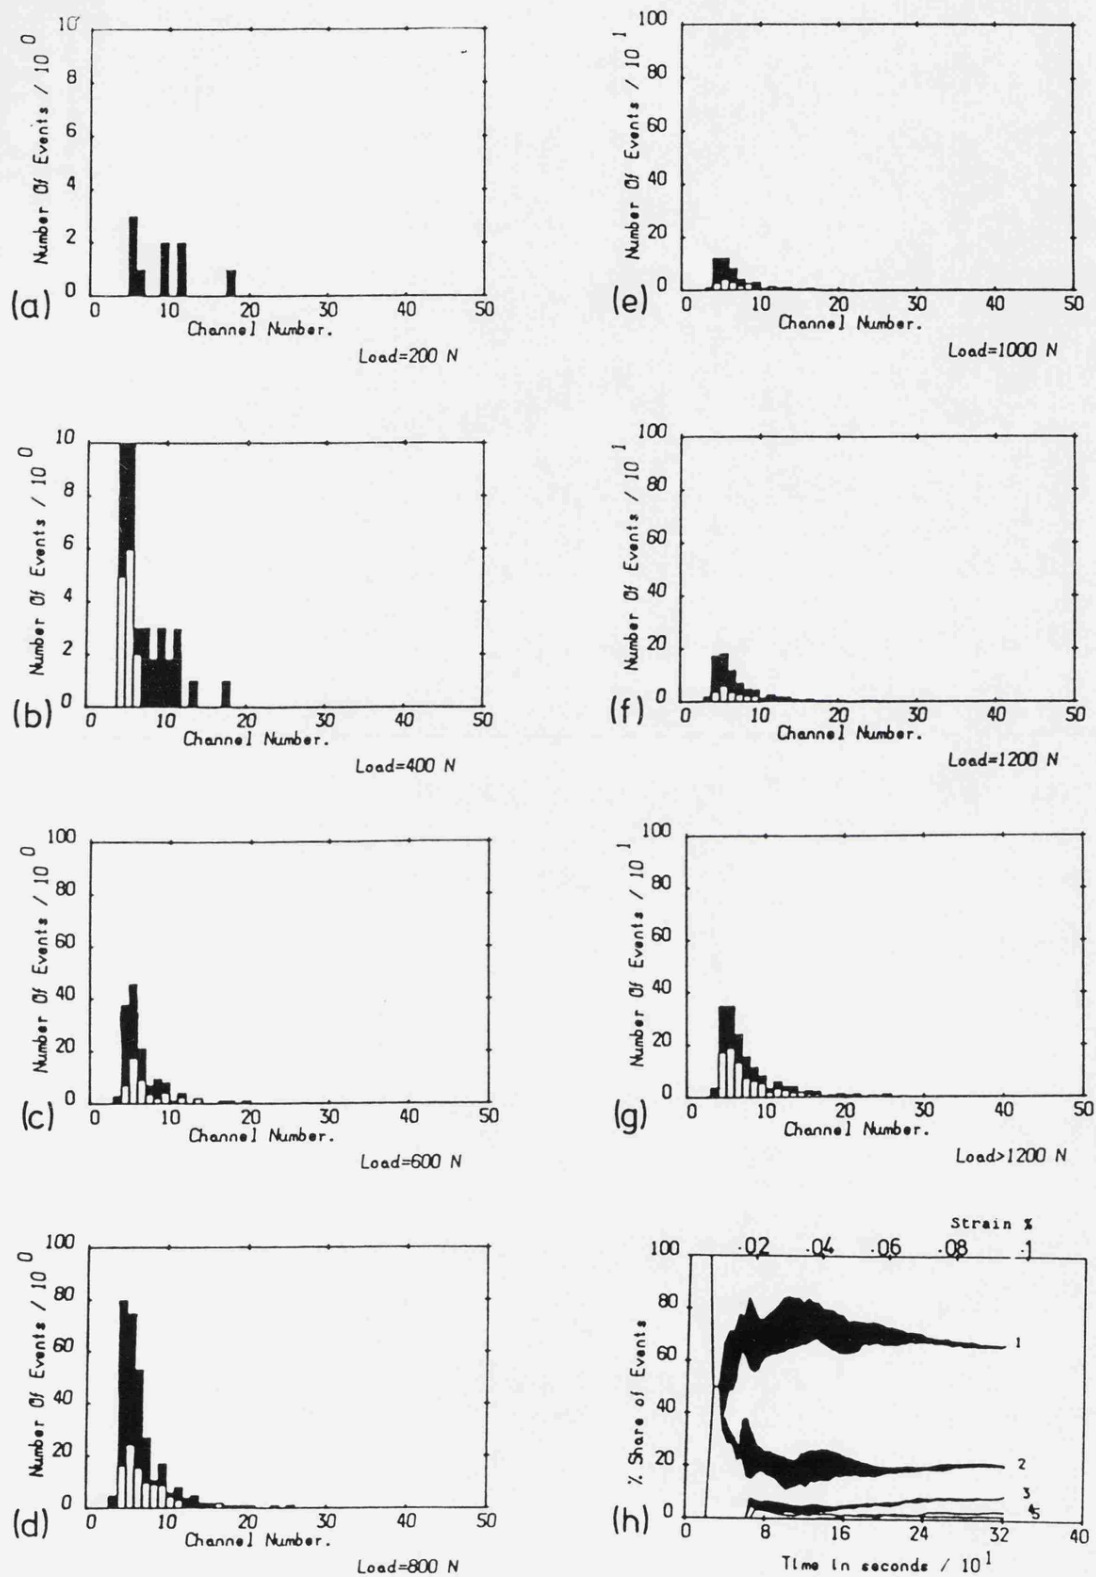 (a)
Number Of Events / 10 0
10
8
6
4
2
0
0 10 20 30 40 50
Channel Number.
Load=200 N
(b)
Number Of Events / 10 0
10
8
6
4
2
0
0 10 20 30 40 50
Channel Number.
Load=400 N
(c)
Number Of Events / 10 0
100
80
60
40
20
0
0 10 20 30 40 50
Channel Number.
Load=600 N
(d)
Number Of Events / 10 0
100
80
60
40
20
0
0 10 20 30 40 50
Channel Number.
Load=800 N
(e)
Number Of Events / 10 1
100
80
60
40
20
0
0 10 20 30 40 50
Channel Number.
Load=1000 N
(f)
Number Of Events / 10 1
100
80
60
40
20
0
0 10 20 30 40 50
Channel Number.
Load=1200 N
(g)
Number Of Events / 10 1
100
80
60
40
20
0
0 10 20 30 40 50
Channel Number.
Load>1200 N
(h)
Strain %
.02 .04 .06 .08 .1
% Share of Events
100
80
60
40
20
0
1
2
3
4
5
0 8 16 24 32 40
Time in seconds / 10 1